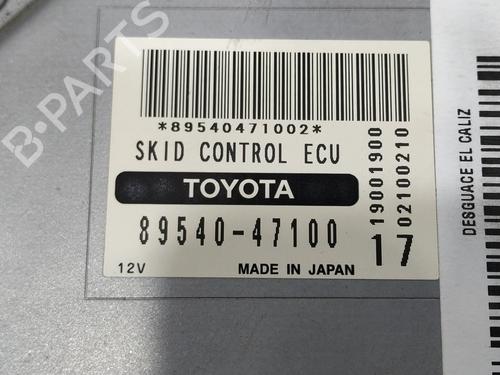 *89540471002*
SKID CONTROL ECU
TOYOTA
89540-47100
12V
MADE IN JAPAN
17
19001900
02100210
DESGUACE EL CALIZ
B-PARTS